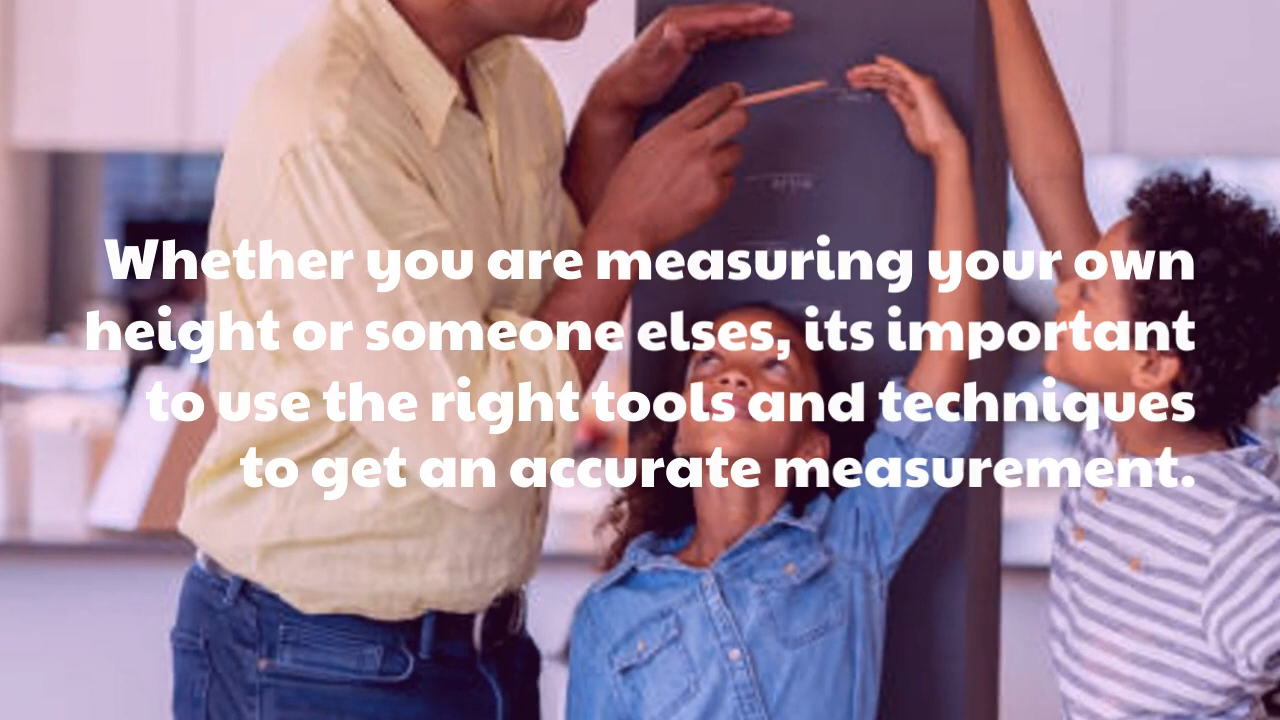 Whether you are measuring your own
height or someone elses, its important
to use the right tools and techniques
to get an accurate measurement.